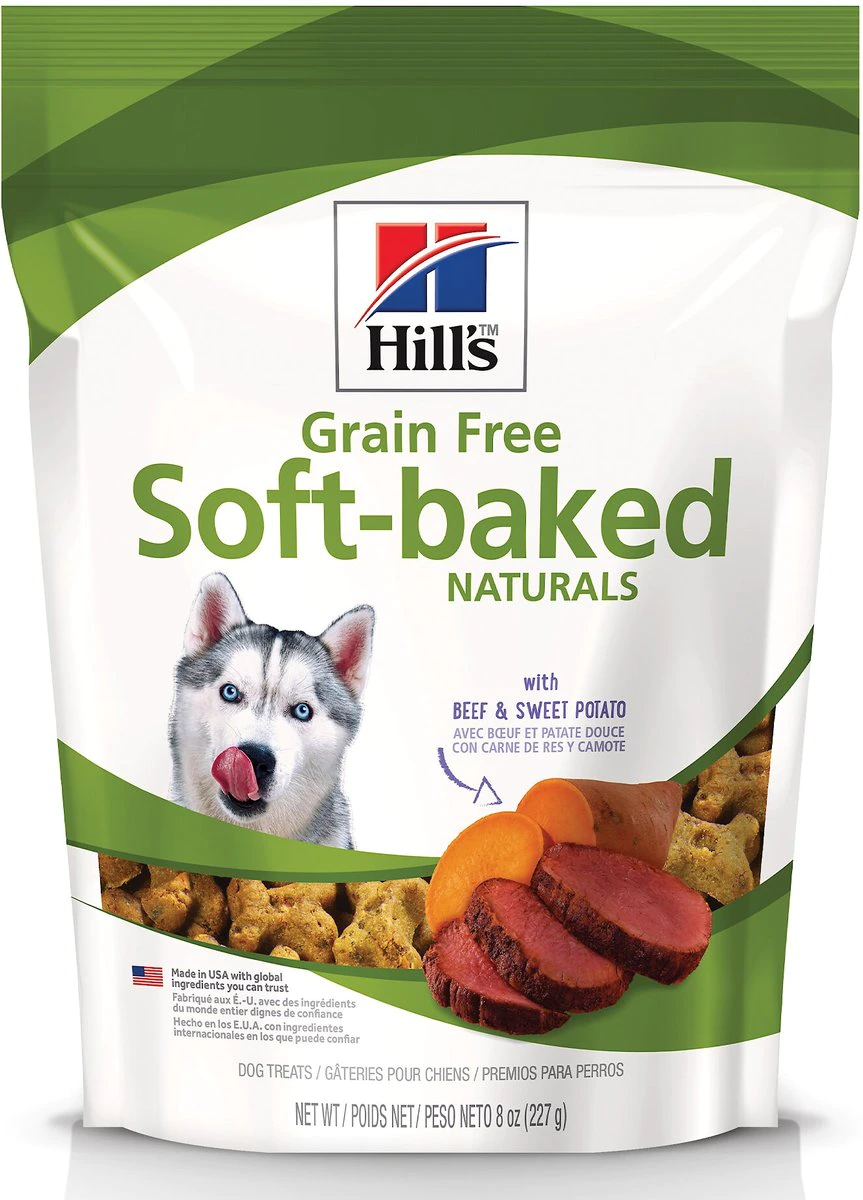 Hill's™
Grain Free
Soft-baked
NATURALS
with
BEEF & SWEET POTATO
AVEC BŒUF ET PATATE DOUCE
CON CARNE DE RES Y CAMOTE
Made in USA with global
ingredients you can trust
Fabriqué aux É.-U. avec des ingrédients
du monde entier dignes de confiance
Hecho en los E.U.A. con ingredientes
internacionales en los que puede confiar
DOG TREATS / GÂTERIES POUR CHIENS / PREMIOS PARA PERROS
NET WT / POIDS NET/ PESO NETO 8 oz (227 g)